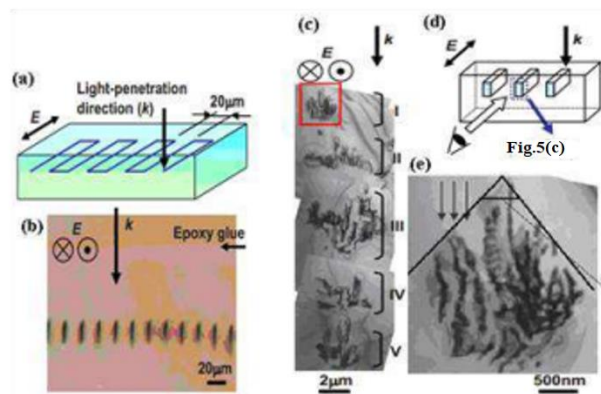 (a)
Light-penetration
direction (k)
20μm
E
(b)
E
k
Epoxy glue
20μm
(c)
E
k
I
II
III
IV
V
2μm
(d)
E
k
Fig.5(c)
(e)
500nm